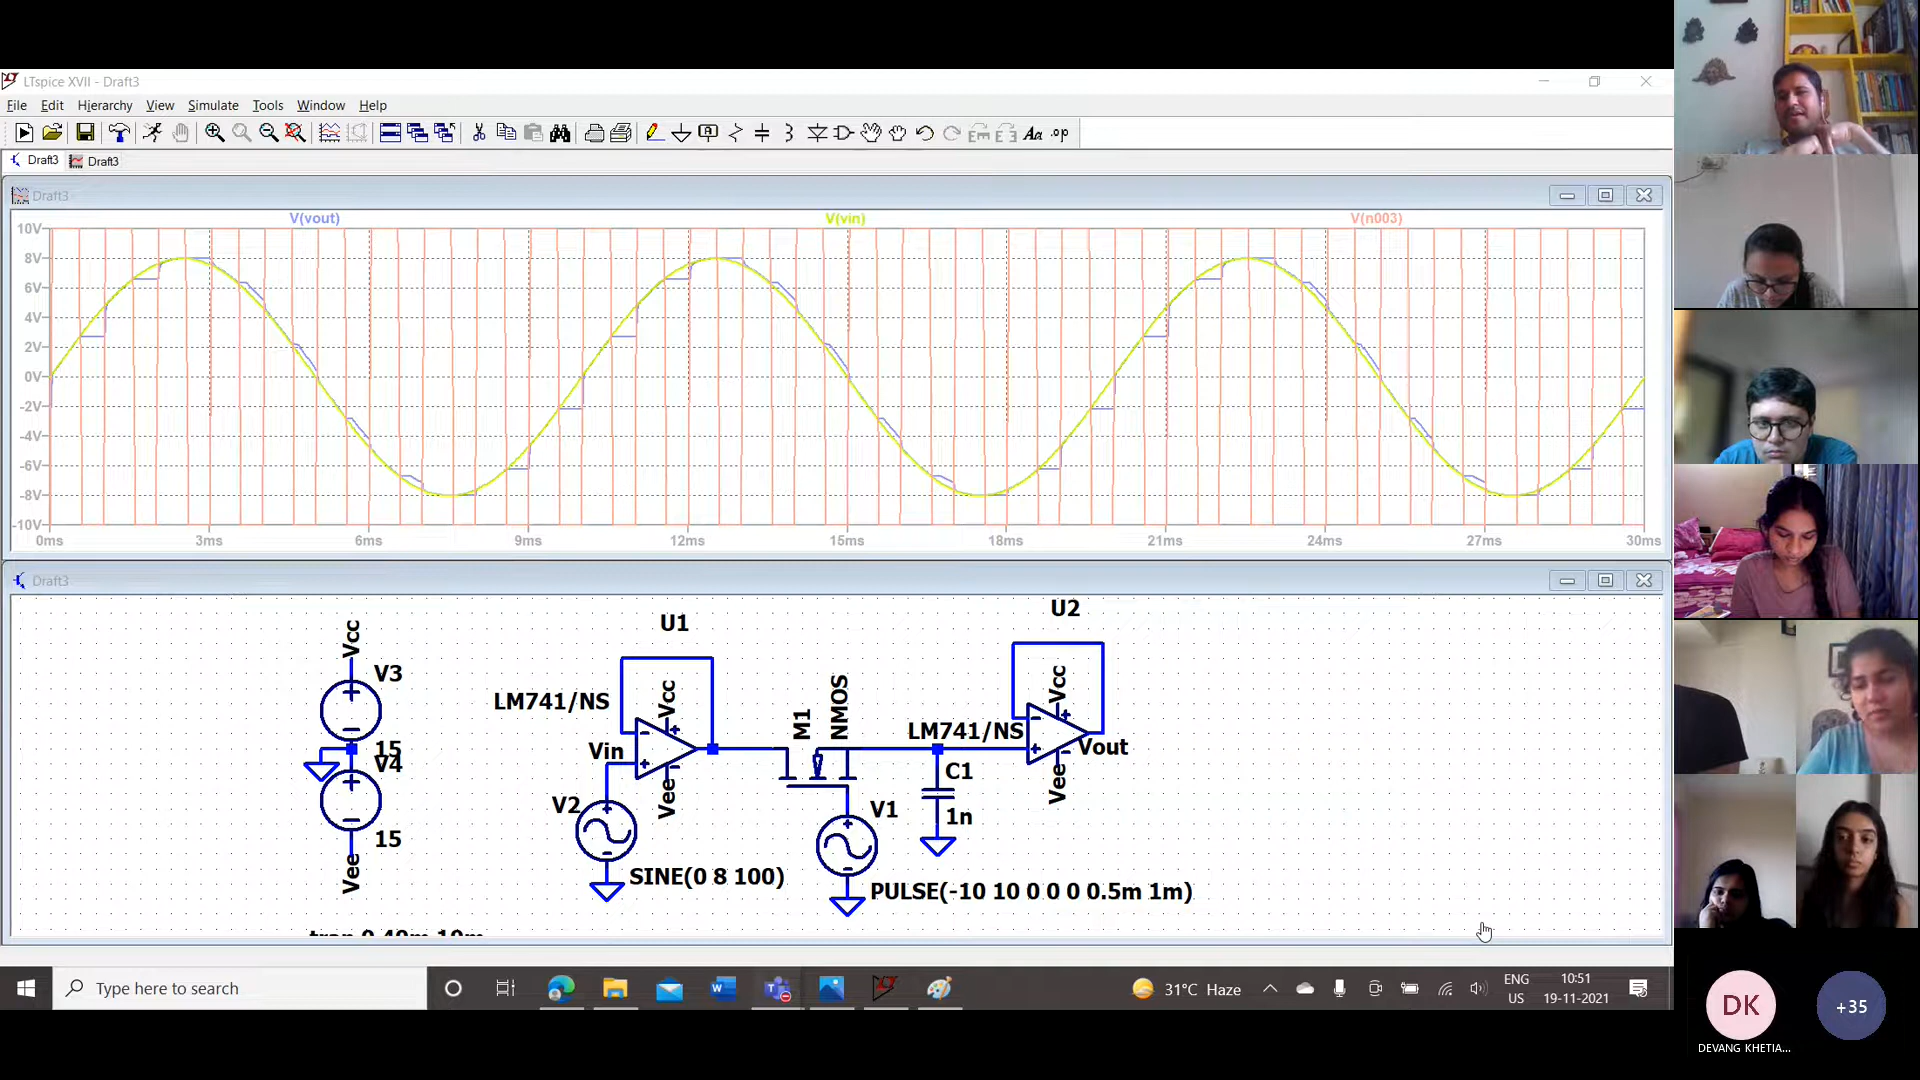 LTspice XVII - Draft3
File Edit Hierarchy View Simulate Tools Window Help
Draft3 Draft3
Draft3
V(vout) V(vin) V(n003)
10V
8V
6V
4V
2V
0V
-2V
-4V
-6V
-8V
-10V
0ms 3ms 6ms 9ms 12ms 15ms 18ms 21ms 24ms 27ms 30ms
Draft3
Vcc
V3
15
V4
15
Vee
U1
LM741/NS
Vcc
Vin
Vee
V2
SINE(0 8 100)
M1
NMOS
V1
PULSE(-10 10 0 0 0 0.5m 1m)
U2
LM741/NS
Vcc
Vout
Vee
C1
1n
Type here to search
31°C Haze
ENG
US
10:51
19-11-2021
DK
DEVANG KHETIA...
+35